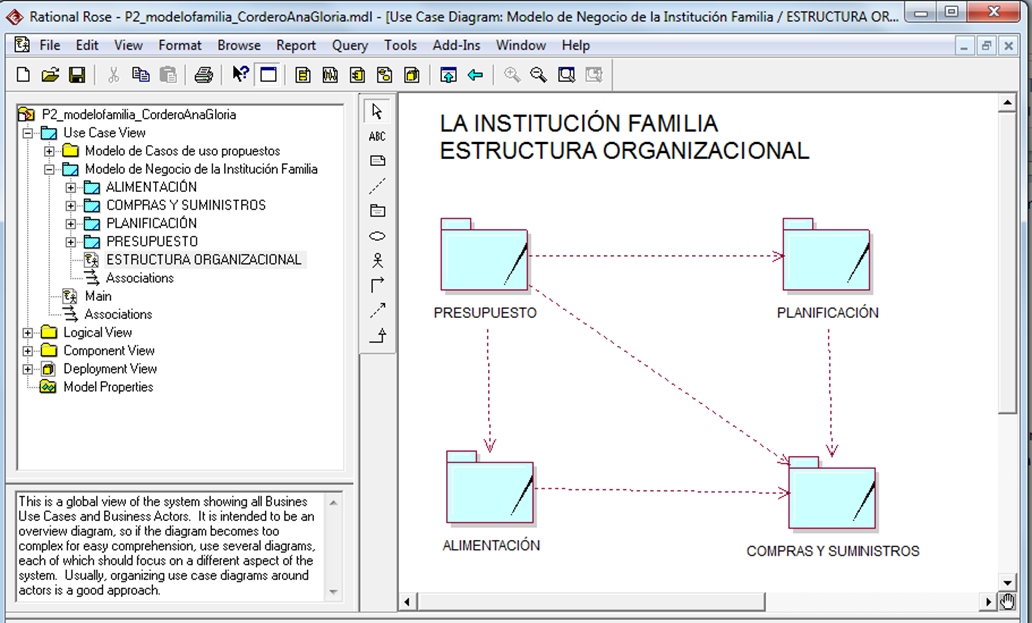 Rational Rose - P2_modelofamilia_CorderoAnaGloria.mdl - [Use Case Diagram: Modelo de Negocio de la Institución Familia / ESTRUCTURA OR...
File Edit View Format Browse Report Query Tools Add-Ins Window Help
P2_modelofamilia_CorderoAnaGloria
Use Case View
Modelo de Casos de uso propuestos
Modelo de Negocio de la Institución Familia
ALIMENTACIÓN
COMPRAS Y SUMINISTROS
PLANIFICACIÓN
PRESUPUESTO
ESTRUCTURA ORGANIZACIONAL
Associations
Main
Associations
Logical View
Component View
Deployment View
Model Properties
This is a global view of the system showing all Busines
Use Cases and Business Actors. It is intended to be an
overview diagram, so if the diagram becomes too
complex for easy comprehension, use several diagrams,
each of which should focus on a different aspect of the
system. Usually, organizing use case diagrams around
actors is a good approach.
ABC
LA INSTITUCIÓN FAMILIA
ESTRUCTURA ORGANIZACIONAL
PRESUPUESTO
PLANIFICACIÓN
ALIMENTACIÓN
COMPRAS Y SUMINISTROS